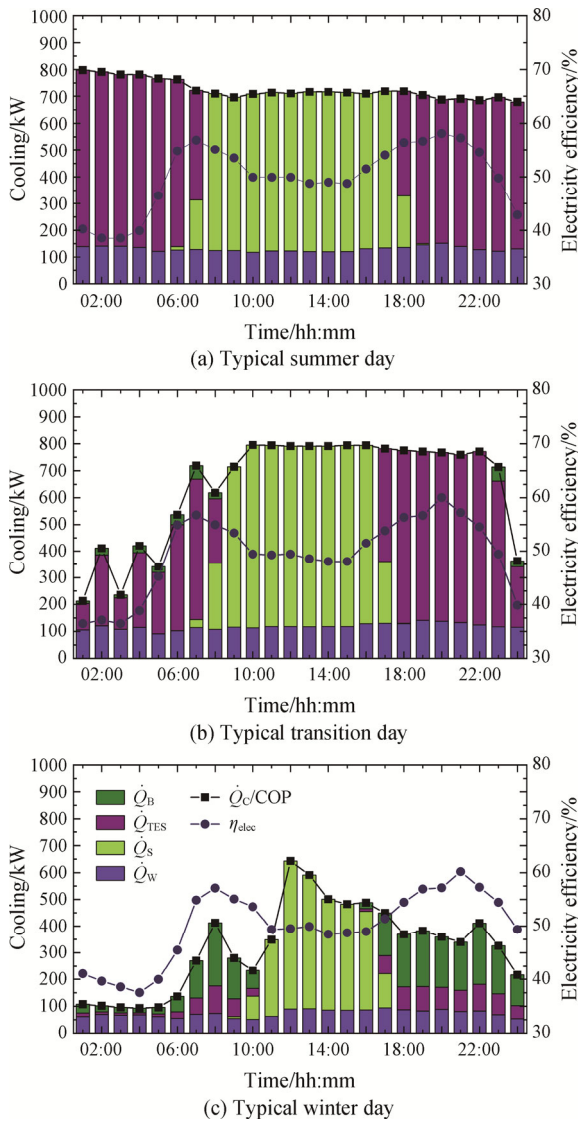 1000
900
800
700
600
500
400
300
200
100
0
Cooling/kW
80
70
60
50
40
30
Electricity efficiency/%
02:00 06:00 10:00 14:00 18:00 22:00
Time/hh:mm
(a) Typical summer day
1000
900
800
700
600
500
400
300
200
100
0
Cooling/kW
80
70
60
50
40
30
Electricity efficiency/%
02:00 06:00 10:00 14:00 18:00 22:00
Time/hh:mm
(b) Typical transition day
1000
900
800
700
600
500
400
300
200
100
0
Cooling/kW
Q̇B Q̇C/COP
Q̇TES ηelec
Q̇S
Q̇W
80
70
60
50
40
30
Electricity efficiency/%
02:00 06:00 10:00 14:00 18:00 22:00
Time/hh:mm
(c) Typical winter day